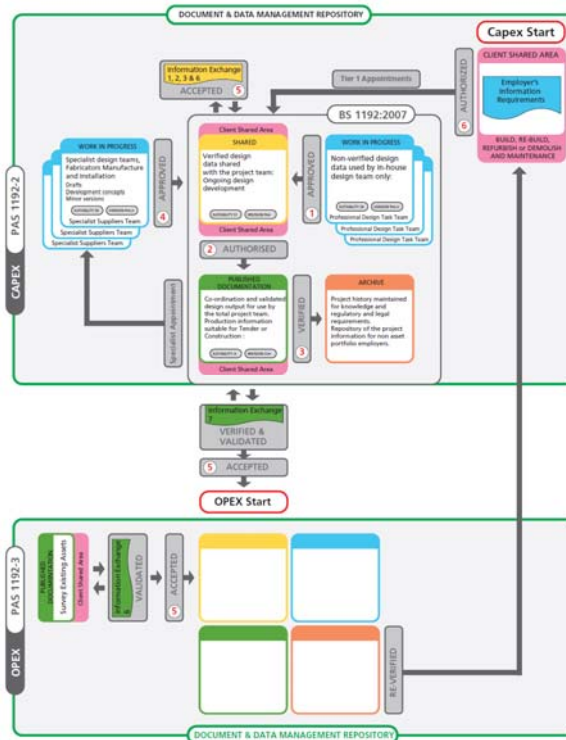 DOCUMENT & DATA MANAGEMENT REPOSITORY
Capex Start
CLIENT SHARED AREA
Employer's
Information
Requirements
BUILD, RE-BUILD,
REFURBISH or DEMOLISH
AND MAINTENANCE
AUTHORIZED
6
Tier 1 Appointments
Information Exchange
1, 2, 3 & 6
ACCEPTED
5
BS 1192:2007
CAPEX
PAS 1192-2
WORK IN PROGRESS
Specialist design teams,
Fabricators Manufacture
and Installation
Drafts
Development concepts
Minor versions
Specialist Suppliers Team
Specialist Suppliers Team
Specialist Suppliers Team
APPROVED
4
Client Shared Area
SHARED
Verified design
data shared
with the project team:
Ongoing design
development
Client Shared Area
APPROVED
1
WORK IN PROGRESS
Non-verified design
data used by in-house
design team only:
Professional Design Task Team
Professional Design Task Team
Professional Design Task Team
2
AUTHORISED
Specialist Appointment
PUBLISHED
DOCUMENTATION
Co-ordination and validated
design output for use by
the total project team.
Production information
suitable for Tender or
Construction :
Client Shared Area
VERIFIED
3
ARCHIVE
Project history maintained
for knowledge and
regulatory and legal
requirements.
Repository of the project
information for non asset
portfolio employers.
Information Exchange
7
VERIFIED &
VALIDATED
5
ACCEPTED
OPEX Start
OPEX
PAS 1192-3
PUBLISHED
DOCUMENTATION
Survey Existing Assets
Client Shared Area
Information Exchange
VALIDATED
ACCEPTED
5
RE-VERIFIED
DOCUMENT & DATA MANAGEMENT REPOSITORY